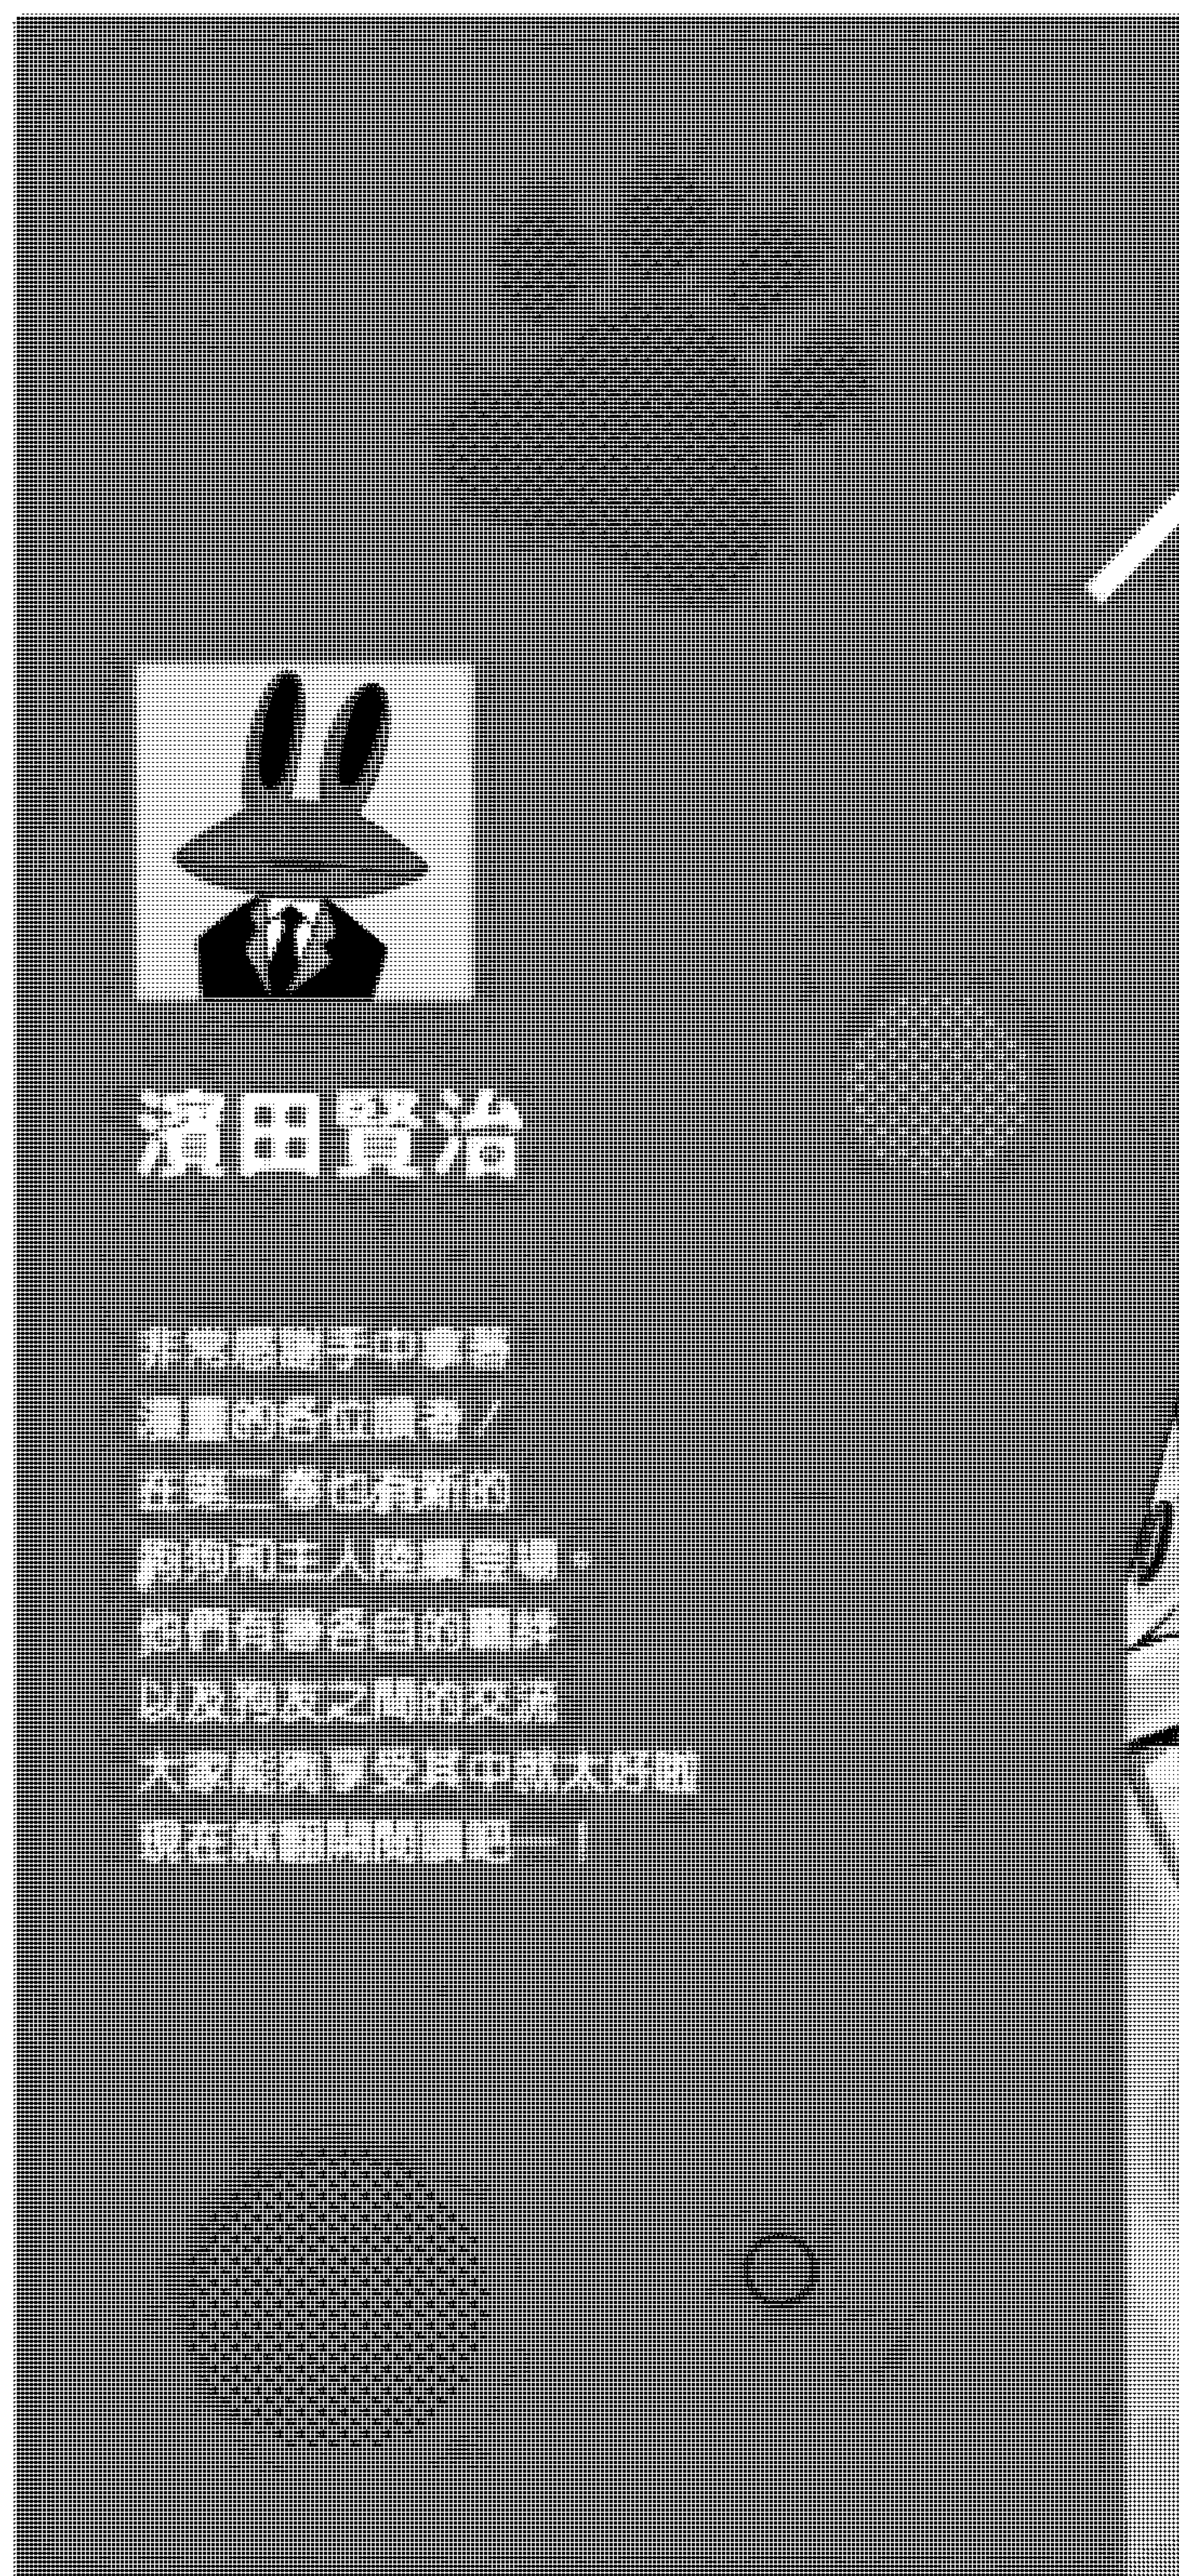 濱田賢治
非常感謝手中拿著
漫畫的各位讀者！
在第二卷也有新的
狗狗和主人陸續登場。
他們有著各自的羈絆
以及狗友之間的交流
大家能夠享受其中就太好啦
現在就翻開閱讀吧——！